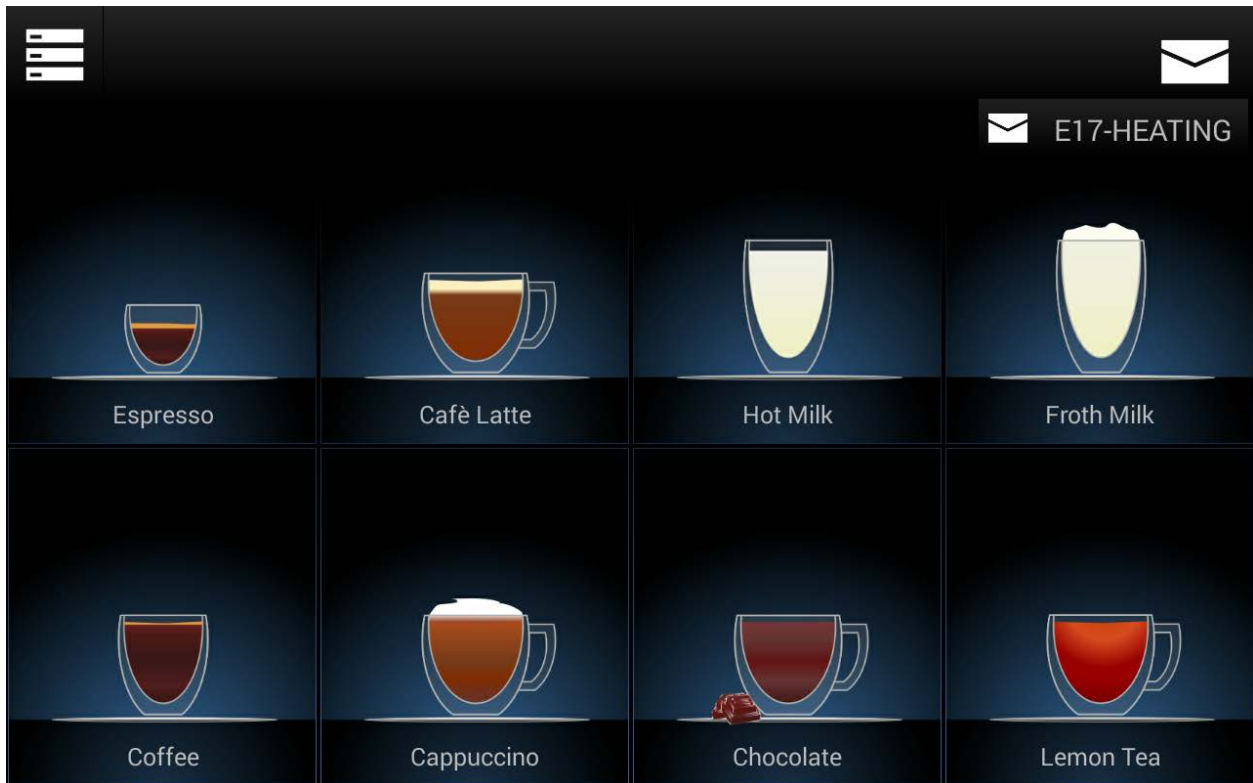 E17-HEATING
Espresso
Cafè Latte
Hot Milk
Froth Milk
Coffee
Cappuccino
Chocolate
Lemon Tea